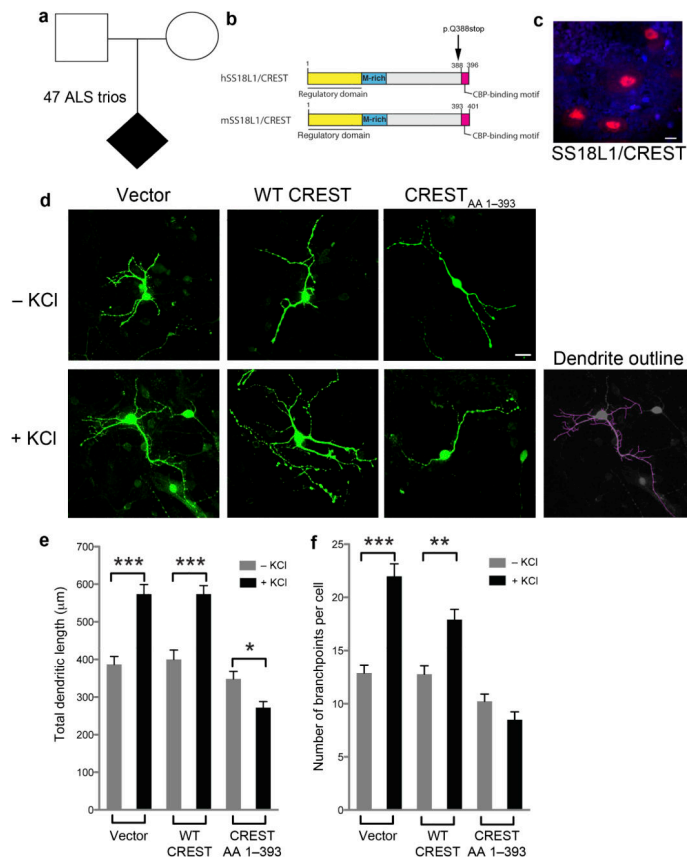 a
47 ALS trios
b
p.Q388stop
1
388 396
hSS18L1/CREST
M-rich
Regulatory domain
CBP-binding motif
1
393 401
mSS18L1/CREST
M-rich
Regulatory domain
CBP-binding motif
c
SS18L1/CREST
d
Vector
WT CREST
CREST AA 1–393
– KCl
+ KCl
Dendrite outline
e
Total dendritic length (μm)
700
600
500
400
300
200
100
0
***
***
*
– KCl
+ KCl
Vector
WT
CREST
CREST
AA 1–393
f
Number of branchpoints per cell
25
20
15
10
5
0
***
**
– KCl
+ KCl
Vector
WT
CREST
CREST
AA 1–393